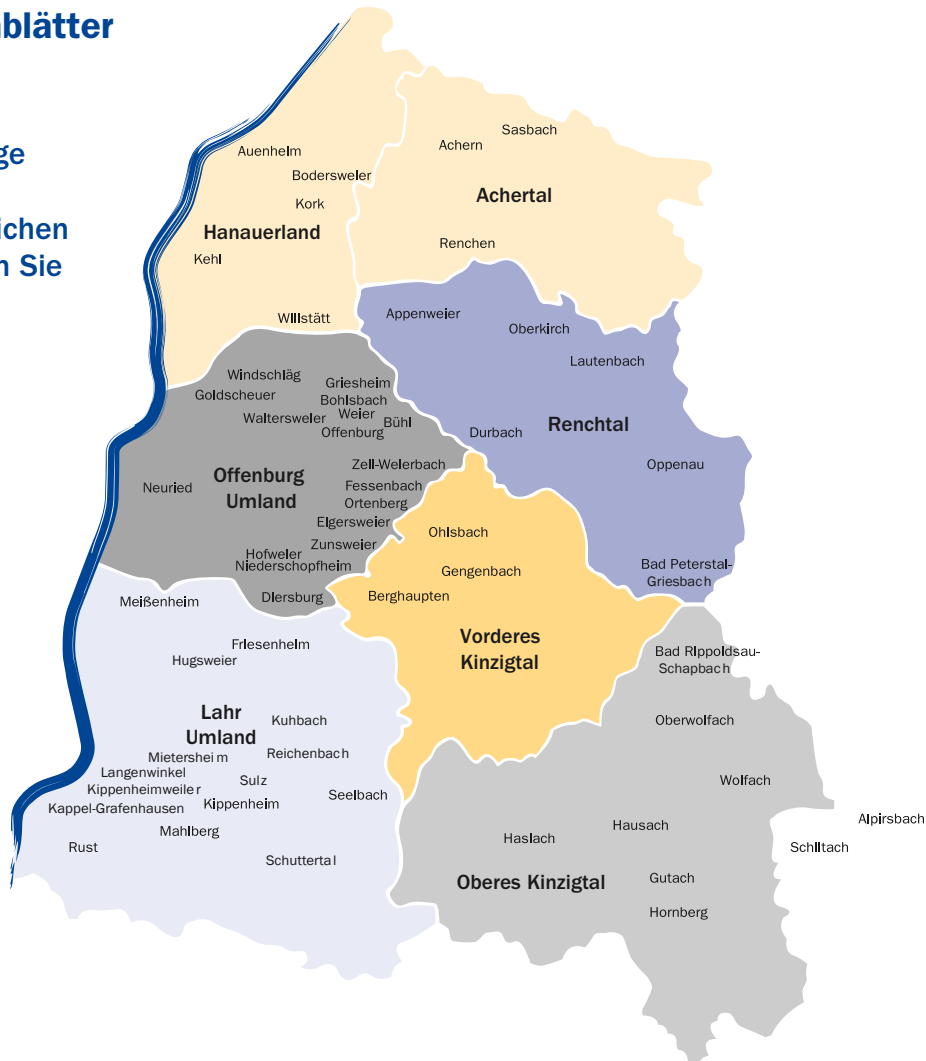 blätter
ge
ichen
n Sie
Sasbach
Achern
Auenheim
Bodersweier
Achertal
Kork
Hanauerland
Renchen
Kehl
Appenweier
Willstätt
Oberkirch
Lautenbach
Windschläg
Griesheim
Goldscheuer
Bohlsbach
Weier
Waltersweier
Bühl
Offenburg
Durbach
Renchtal
Zell-Weierbach
Oppenau
Offenburg
Umland
Neuried
Fessenbach
Ortenberg
Elgersweier
Ohlsbach
Zunsweier
Hofweier
Niederschopfheim
Gengenbach
Bad Peterstal-
Griesbach
Diersburg
Berghaupten
Meißenheim
Vorderes
Kinzigtal
Friesenheim
Hugsweier
Bad Rippoldsau-
Schapbach
Lahr
Umland
Kuhbach
Oberwolfach
Mietersheim
Reichenbach
Langenwinkel
Sulz
Wolfach
Kippenheimweiler
Seelbach
Kappel-Grafenhausen
Kippenheim
Alpirsbach
Mahlberg
Hausach
Haslach
Rust
Schiltach
Schuttertal
Oberes Kinzigtal
Gutach
Hornberg